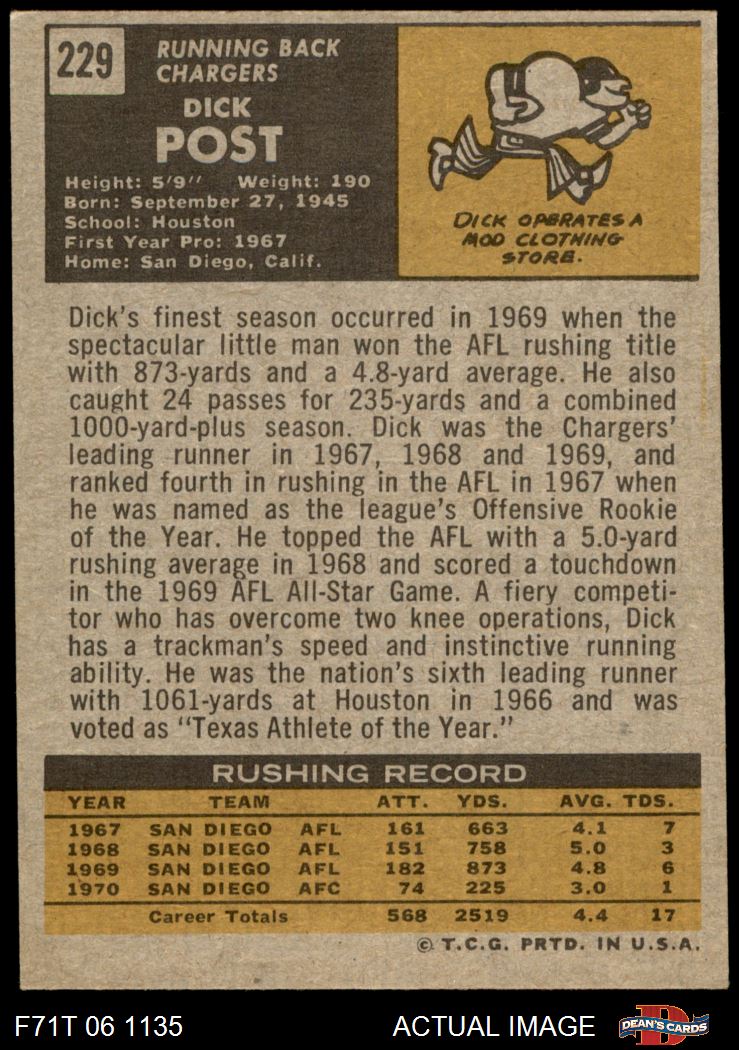 229
RUNNING BACK
CHARGERS
DICK
POST
Height: 5'9" Weight: 190
Born: September 27, 1945
School: Houston
First Year Pro: 1967
Home: San Diego, Calif.
DICK OPERATES A
MOD CLOTHING
STORE.
Dick's finest season occurred in 1969 when the
spectacular little man won the AFL rushing title
with 873-yards and a 4.8-yard average. He also
caught 24 passes for 235-yards and a combined
1000-yard-plus season. Dick was the Chargers'
leading runner in 1967, 1968 and 1969, and
ranked fourth in rushing in the AFL in 1967 when
he was named as the league's Offensive Rookie
of the Year. He topped the AFL with a 5.0-yard
rushing average in 1968 and scored a touchdown
in the 1969 AFL All-Star Game. A fiery competi-
tor who has overcome two knee operations, Dick
has a trackman's speed and instinctive running
ability. He was the nation's sixth leading runner
with 1061-yards at Houston in 1966 and was
voted as "Texas Athlete of the Year."
RUSHING RECORD
YEAR TEAM ATT. YDS. AVG. TDS.
1967 SAN DIEGO AFL 161 663 4.1 7
1968 SAN DIEGO AFL 151 758 5.0 3
1969 SAN DIEGO AFL 182 873 4.8 6
1970 SAN DIEGO AFC 74 225 3.0 1
Career Totals 568 2519 4.4 17
© T.C.G. PRTD. IN U.S.A.
F71T 06 1135 ACTUAL IMAGE D DEAN'S CARDS